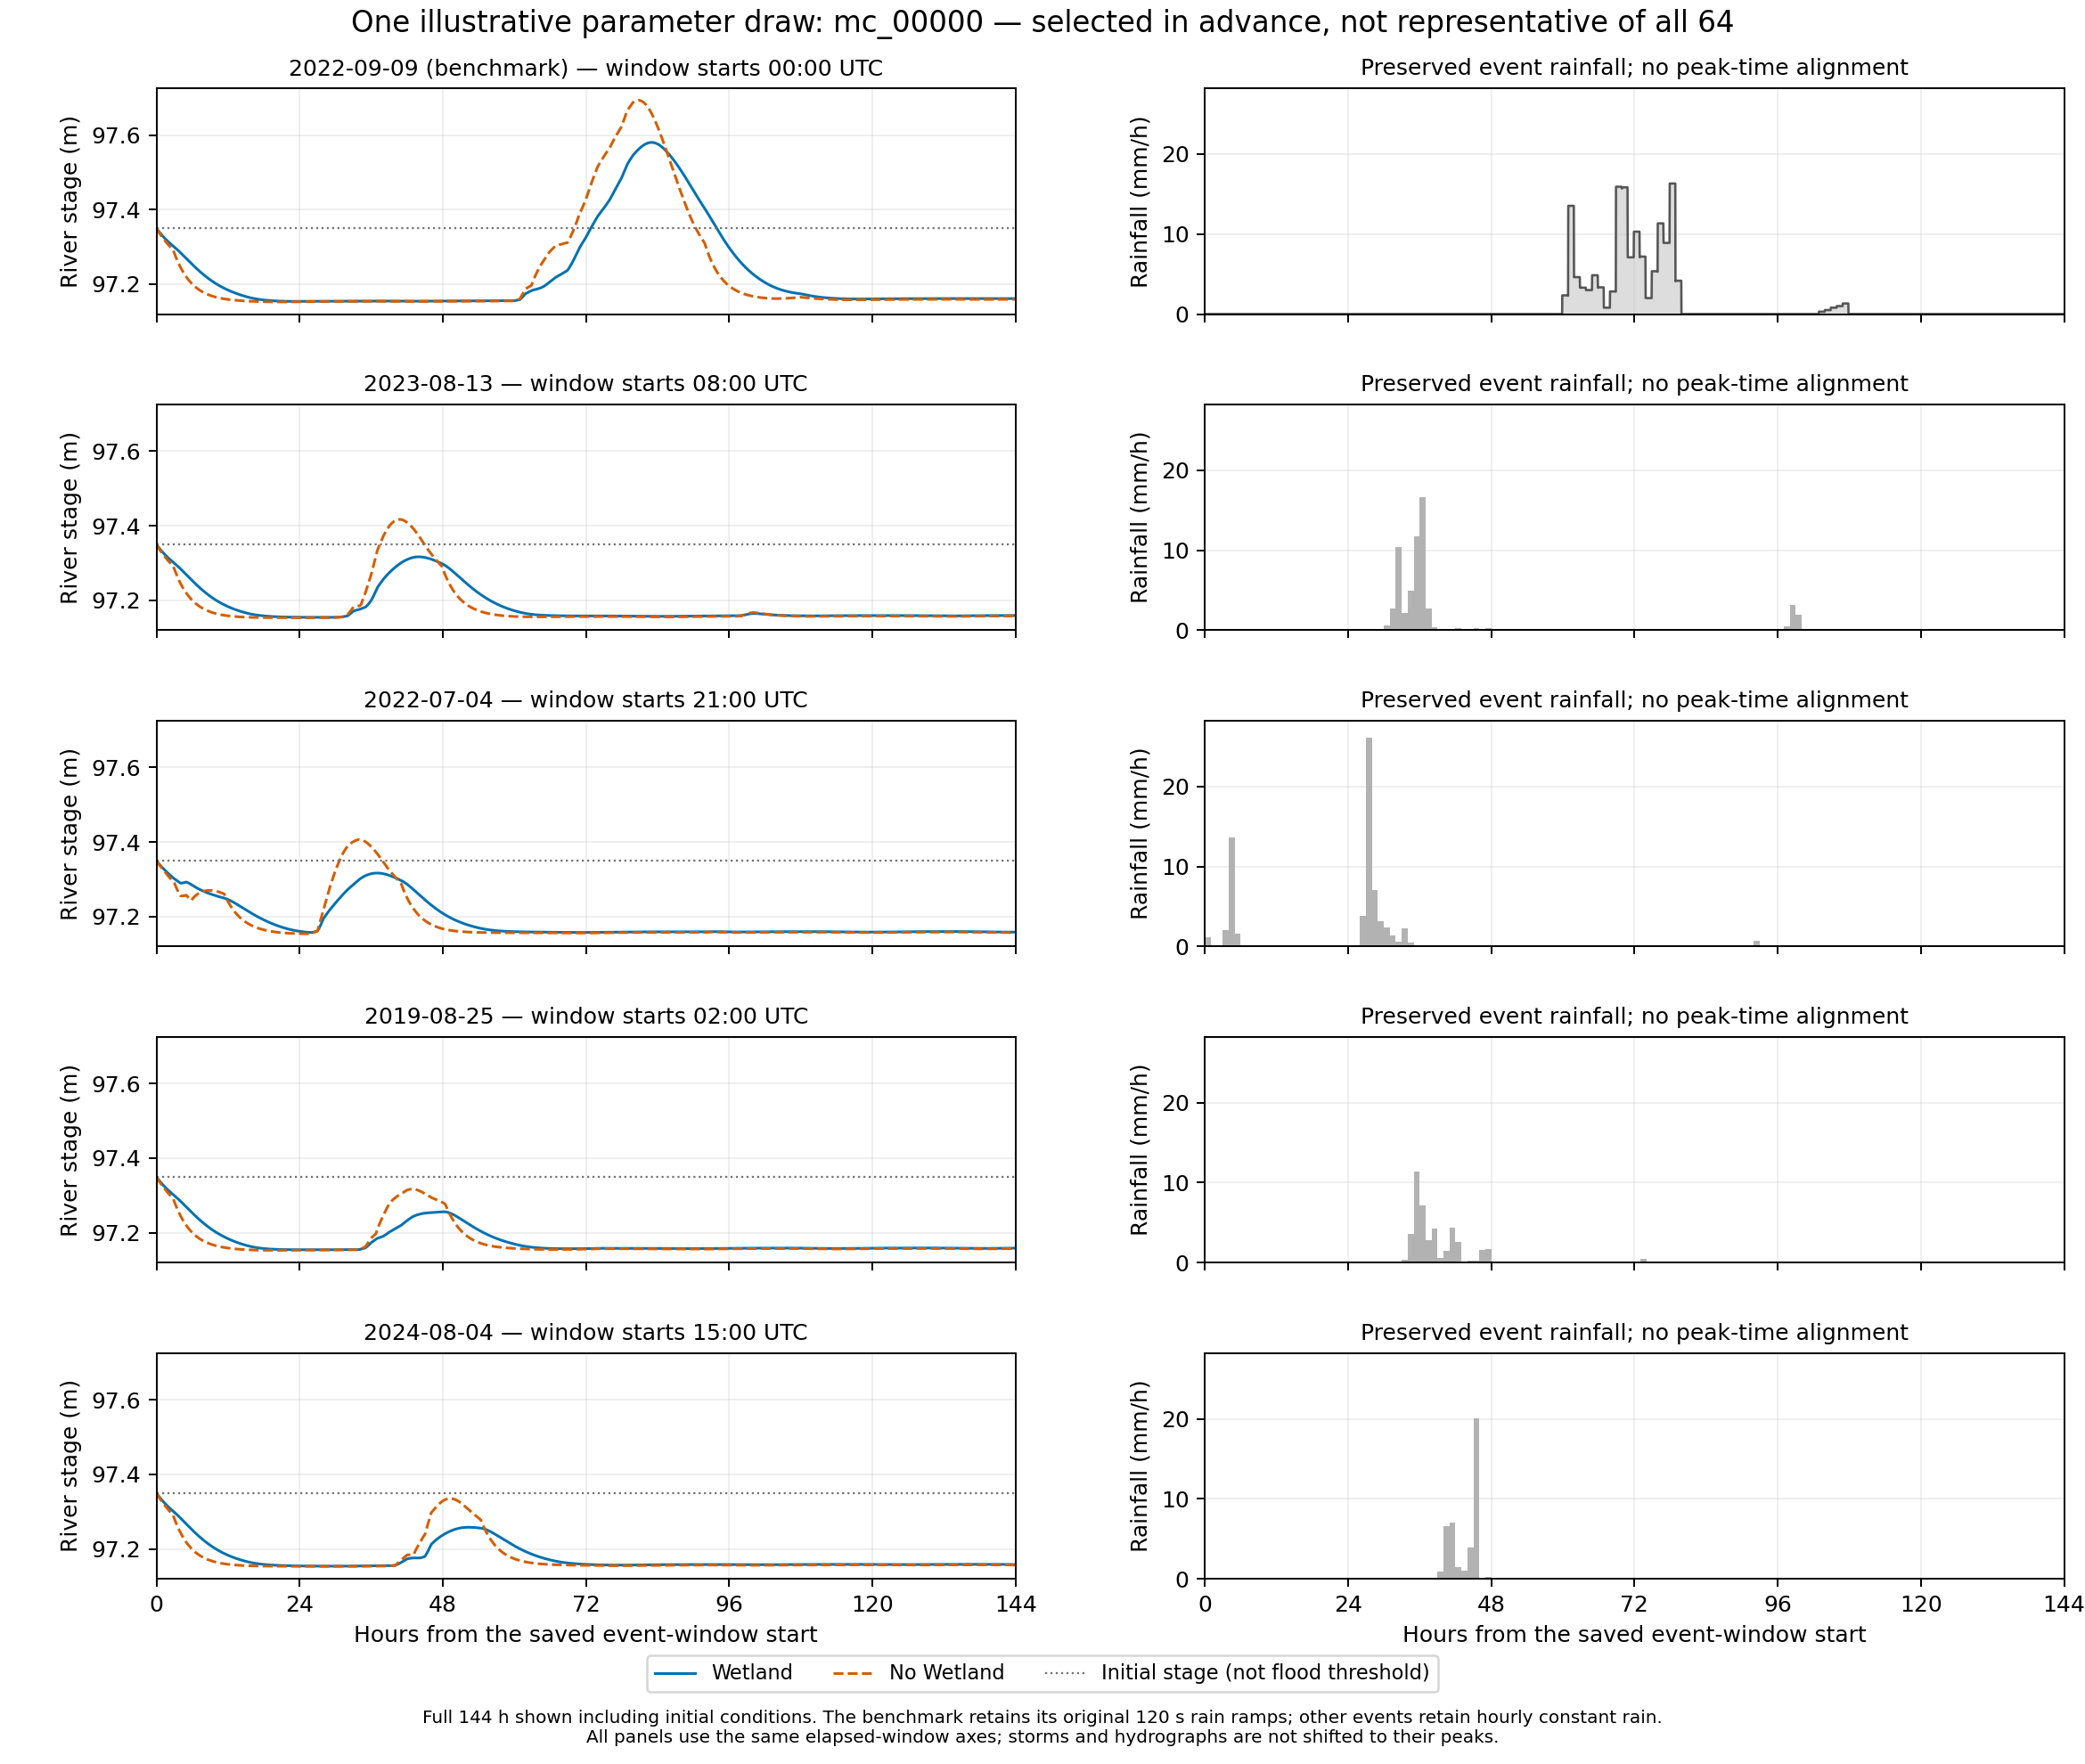 One illustrative parameter draw: mc_00000 — selected in advance, not representative of all 64
2022-09-09 (benchmark) — window starts 00:00 UTC
River stage (m)
97.6
97.4
97.2
Preserved event rainfall; no peak-time alignment
Rainfall (mm/h)
20
10
0
2023-08-13 — window starts 08:00 UTC
River stage (m)
97.6
97.4
97.2
Preserved event rainfall; no peak-time alignment
Rainfall (mm/h)
20
10
0
2022-07-04 — window starts 21:00 UTC
River stage (m)
97.6
97.4
97.2
Preserved event rainfall; no peak-time alignment
Rainfall (mm/h)
20
10
0
2019-08-25 — window starts 02:00 UTC
River stage (m)
97.6
97.4
97.2
Preserved event rainfall; no peak-time alignment
Rainfall (mm/h)
20
10
0
2024-08-04 — window starts 15:00 UTC
River stage (m)
97.6
97.4
97.2
0 24 48 72 96 120 144
Hours from the saved event-window start
Preserved event rainfall; no peak-time alignment
Rainfall (mm/h)
20
10
0
0 24 48 72 96 120 144
Hours from the saved event-window start
Wetland No Wetland Initial stage (not flood threshold)
Full 144 h shown including initial conditions. The benchmark retains its original 120 s rain ramps; other events retain hourly constant rain.
All panels use the same elapsed-window axes; storms and hydrographs are not shifted to their peaks.